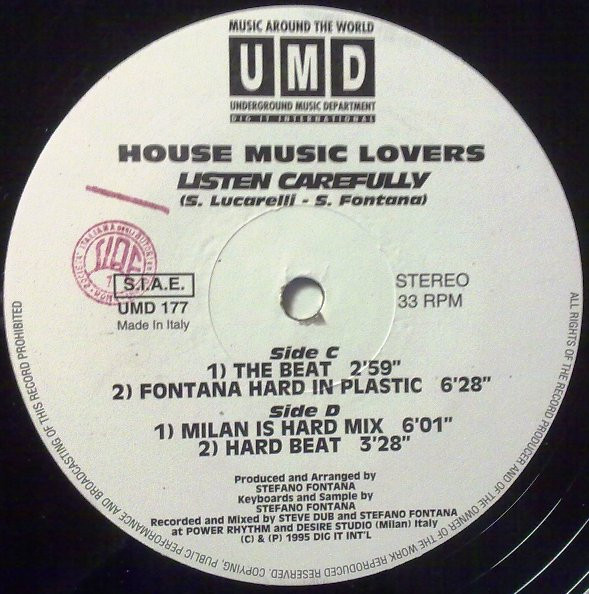 MUSIC AROUND THE WORLD
UMD
UNDERGROUND MUSIC DEPARTMENT
DIG IT INTERNATIONAL
HOUSE MUSIC LOVERS
LISTEN CAREFULLY
(S. Lucarelli - S. Fontana)
S.I.A.E.
UMD 177
Made in Italy
STEREO
33 RPM
Side C
1) THE BEAT 2'59"
2) FONTANA HARD IN PLASTIC 6'28"
Side D
1) MILAN IS HARD MIX 6'01"
2) HARD BEAT 3'28"
Produced and Arranged by
STEFANO FONTANA
Keyboards and Sample by
STEFANO FONTANA
Recorded and Mixed by STEVE DUB and STEFANO FONTANA
at POWER RHYTHM and DESIRE STUDIO (Milan) Italy
(C) & (P) 1995 DIG IT INT'L
ALL RIGHTS OF THE RECORD PRODUCER AND OF THE OWNER OF THE WORK REPRODUCED RESERVED. COPYING, PUBLIC PERFORMANCE AND BROADCASTING OF THIS RECORD PROHIBITED